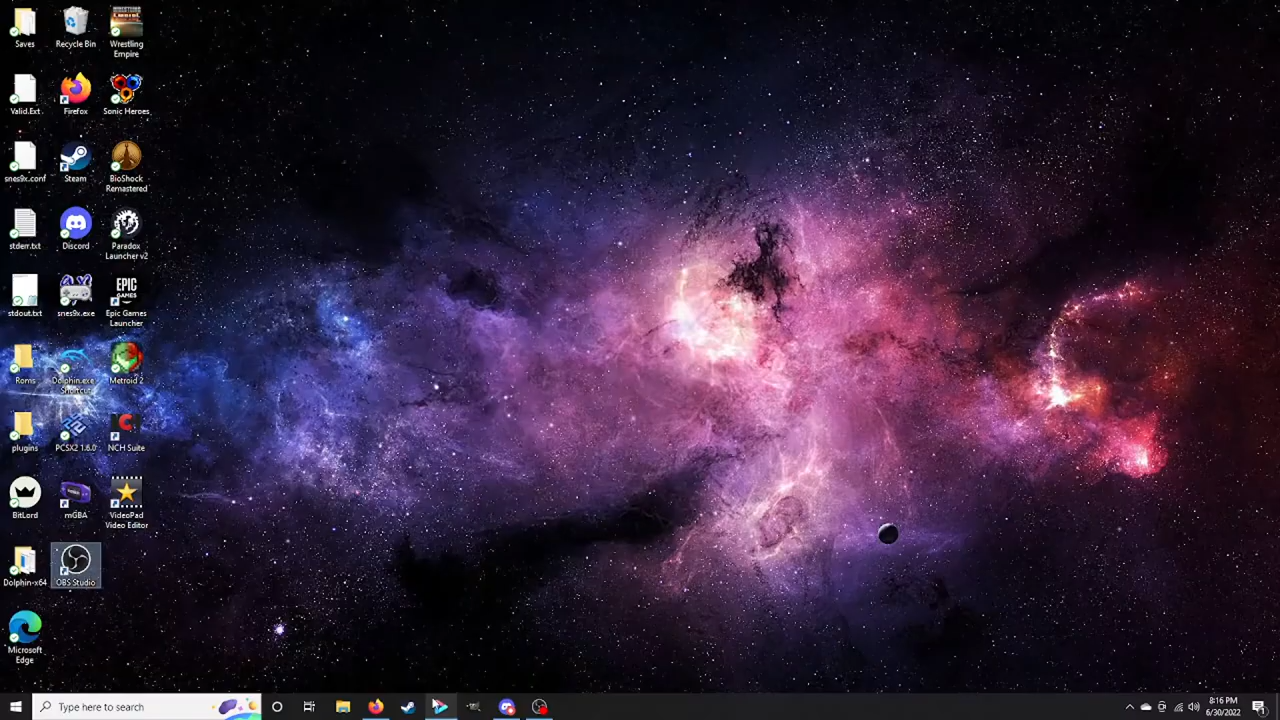 Saves
Recycle Bin
Wrestling
Empire
Valid.Ext
Firefox
Sonic Heroes
snes9x.conf
Steam
BioShock
Remastered
stderr.txt
Discord
Paradox
Launcher v2
stdout.txt
snes9x.exe
EPIC
GAMES
Epic Games
Launcher
Roms
Dolphin.exe -
Shortcut
Metroid 2
plugins
PCSX2 1.6.0
NCH Suite
BitLord
mGBA
VideoPad
Video Editor
Dolphin-x64
OBS Studio
Microsoft
Edge
Type here to search
8:16 PM
6/30/2022